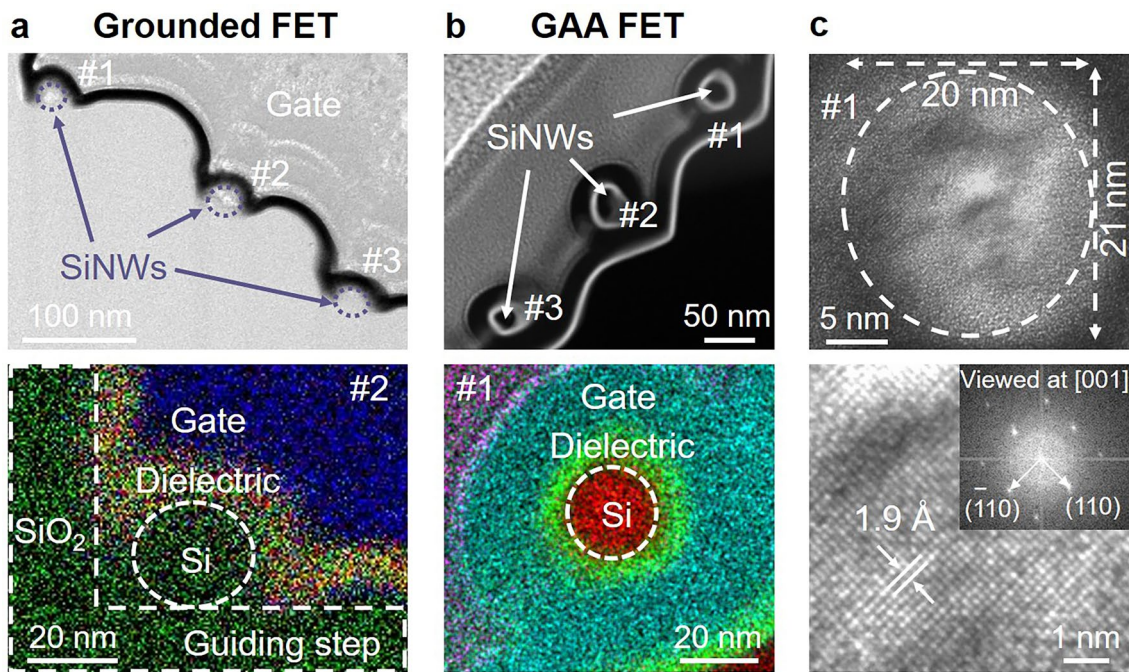 a Grounded FET
#1
Gate
#2
SiNWs
#3
100 nm
#2
Gate
Dielectric
SiO₂
Si
Guiding step
20 nm
b GAA FET
SiNWs
#1
#2
#3
50 nm
#1
Gate
Dielectric
Si
20 nm
c
#1
20 nm
21 nm
5 nm
Viewed at [001]
(1̅10) (110)
1.9 Å
1 nm